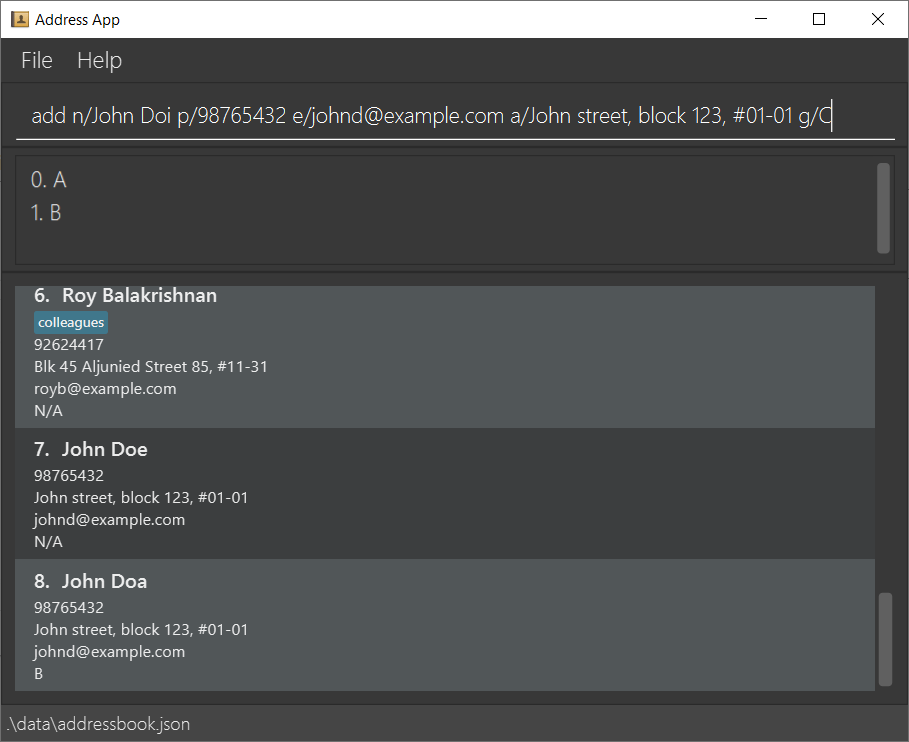 Address App
File Help
add n/John Doi p/98765432 e/johnd@example.com a/John street, block 123, #01-01 g/C
0. A
1. B
6. Roy Balakrishnan
colleagues
92624417
Blk 45 Aljunied Street 85, #11-31
royb@example.com
N/A
7. John Doe
98765432
John street, block 123, #01-01
johnd@example.com
N/A
8. John Doa
98765432
John street, block 123, #01-01
johnd@example.com
B
.\data\addressbook.json